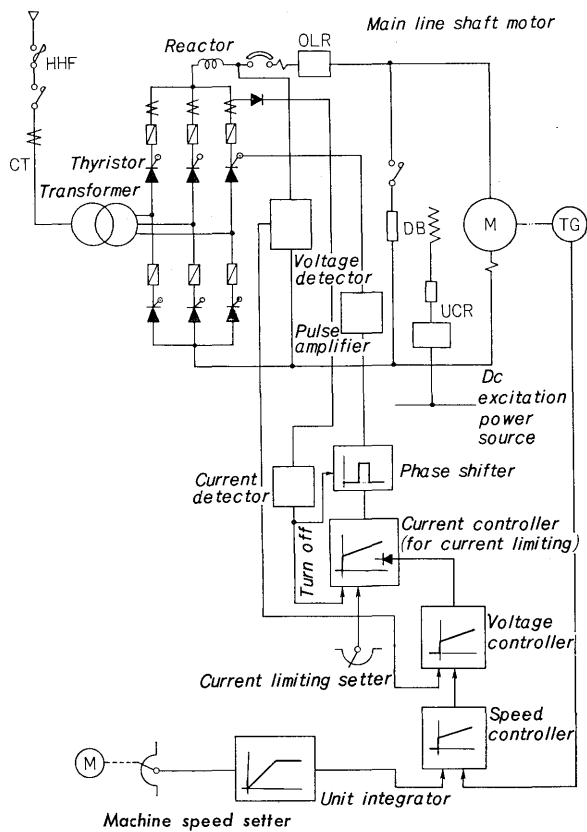 Main line shaft motor
Reactor
OLR
HHF
CT
Thyristor
Transformer
DB
M
TG
Voltage
detector
UCR
Pulse
amplifier
Dc
excitation
power
source
Current
detector
Phase shifter
Turn off
Current controller
(for current limiting)
Voltage
controller
Current limiting setter
Speed
controller
M
Unit integrator
Machine speed setter